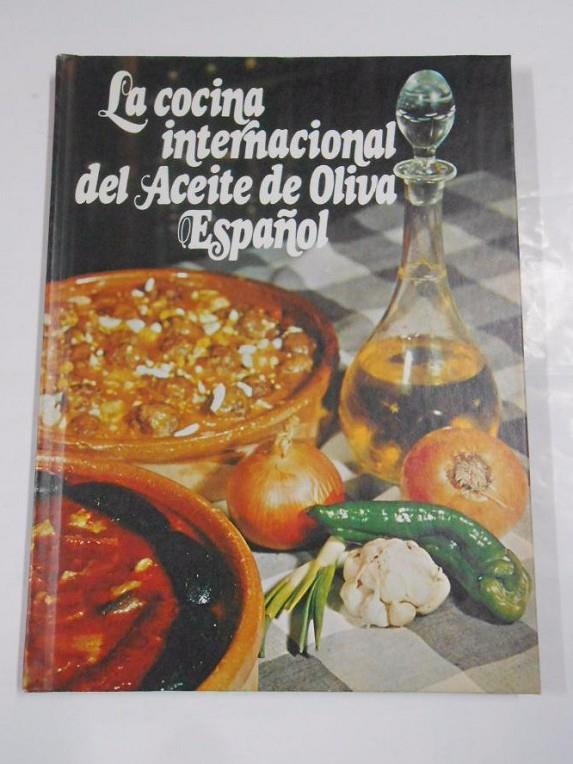 La cocina
internacional
del Aceite de Oliva
Español